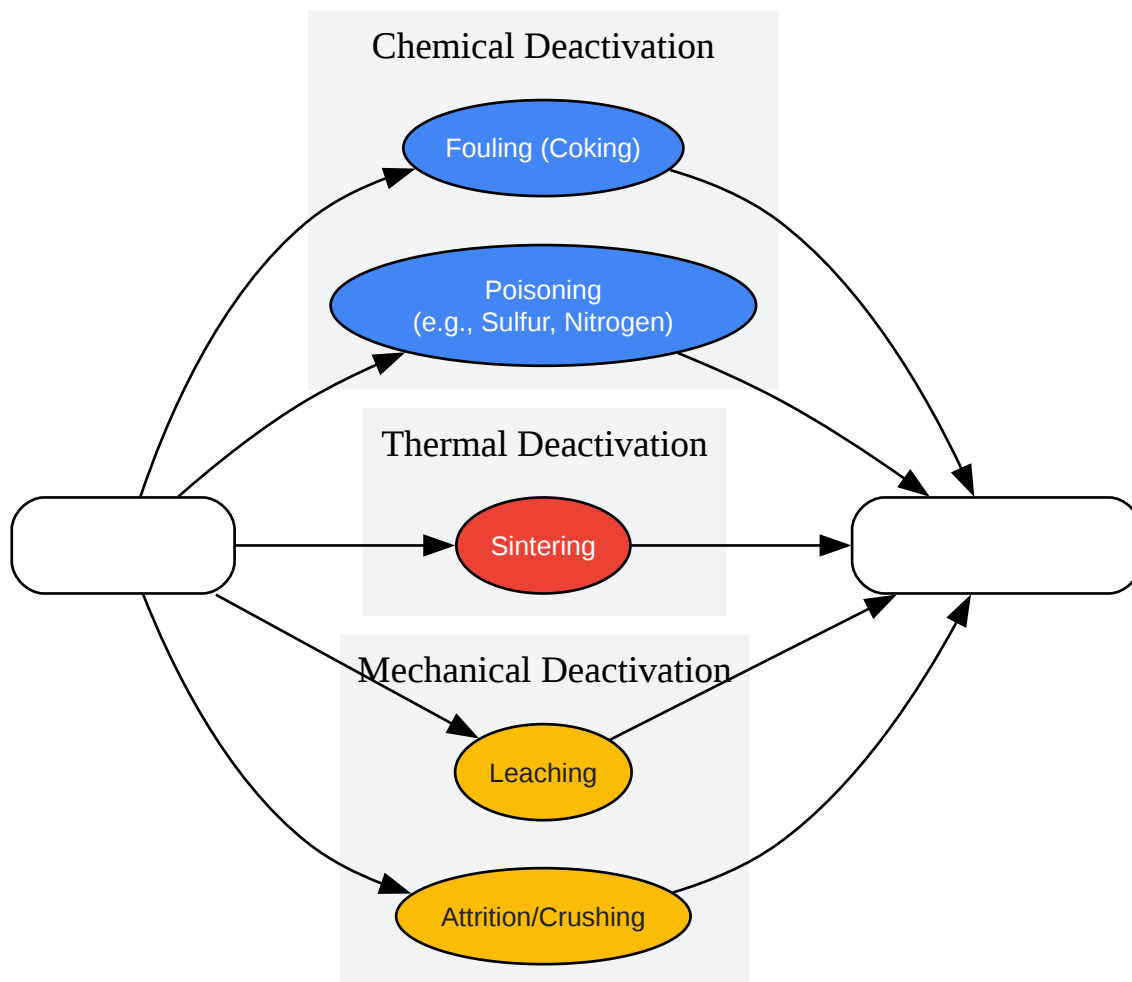 Chemical Deactivation
Fouling (Coking)
Poisoning
(e.g., Sulfur, Nitrogen)
Thermal Deactivation
Sintering
Mechanical Deactivation
Leaching
Attrition/Crushing